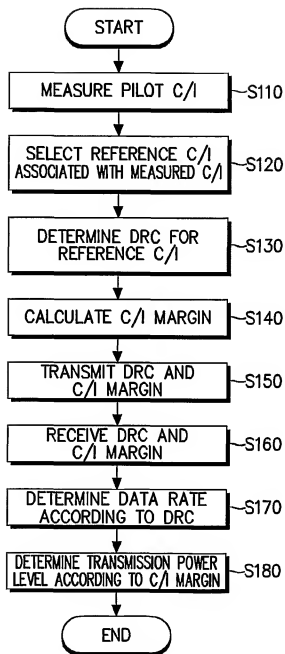 START
MEASURE PILOT C/I
S110
SELECT REFERENCE C/I
ASSOCIATED WITH MEASURED C/I
S120
DETERMINE DRC FOR
REFERENCE C/I
S130
CALCULATE C/I MARGIN
S140
TRANSMIT DRC AND
C/I MARGIN
S150
RECEIVE DRC AND
C/I MARGIN
S160
DETERMINE DATA RATE
ACCORDING TO DRC
S170
DETERMINE TRANSMISSION POWER
LEVEL ACCORDING TO C/I MARGIN
S180
END